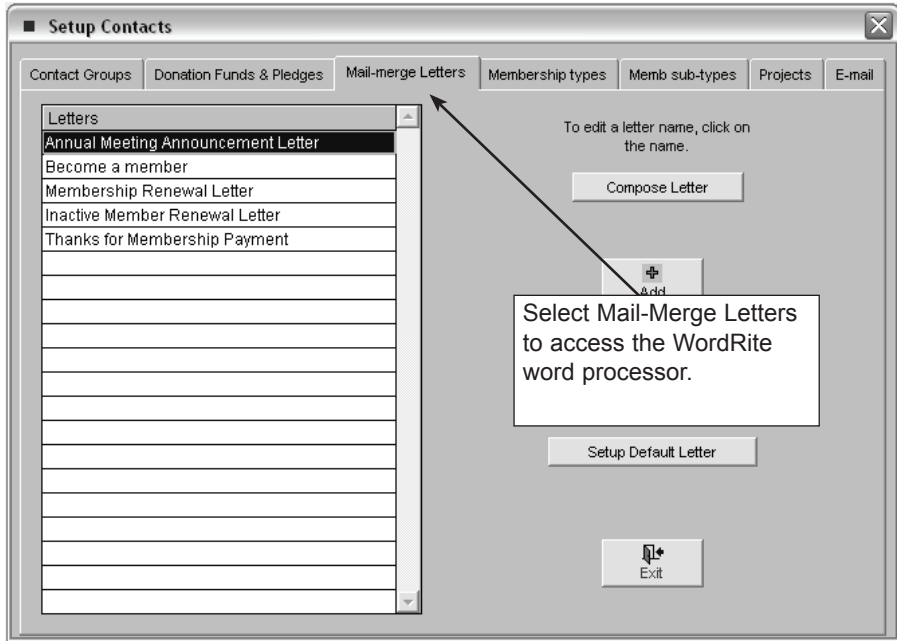 Setup Contacts
Contact Groups
Donation Funds & Pledges
Mail-merge Letters
Membership types
Memb sub-types
Projects
E-mail
Letters
Annual Meeting Announcement Letter
Become a member
Membership Renewal Letter
Inactive Member Renewal Letter
Thanks for Membership Payment
To edit a letter name, click on
the name.
Compose Letter
Add
Select Mail-Merge Letters
to access the WordRite
word processor.
Setup Default Letter
Exit